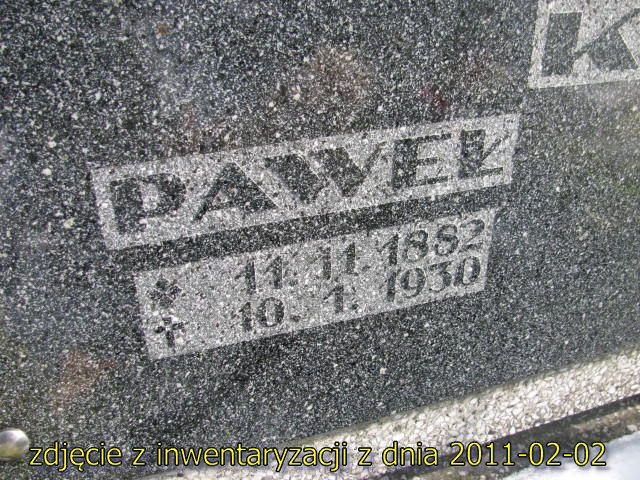 K
PAWEŁ
* 11. 11. 1882
✝ 10. 1. 1930
zdjęcie z inwentaryzacji z dnia 2011-02-02